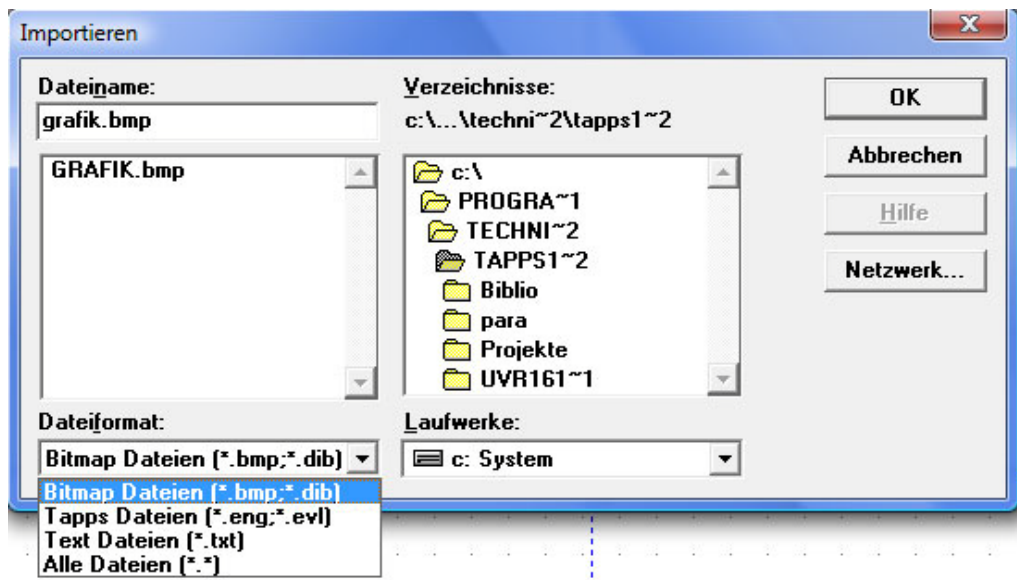 Importieren
Dateiname:
grafik.bmp
GRAFIK.bmp
Verzeichnisse:
c:\...\techni~2\tapps1~2
c:\
PROGRA~1
TECHNI~2
TAPPS1~2
Biblio
para
Projekte
UVR161~1
OK
Abbrechen
Hilfe
Netzwerk...
Dateiformat:
Bitmap Dateien (*.bmp;*.dib)
Bitmap Dateien (*.bmp;*.dib)
Tapps Dateien (*.eng;*.evl)
Text Dateien (*.txt)
Alle Dateien (*.*)
Laufwerke:
c: System